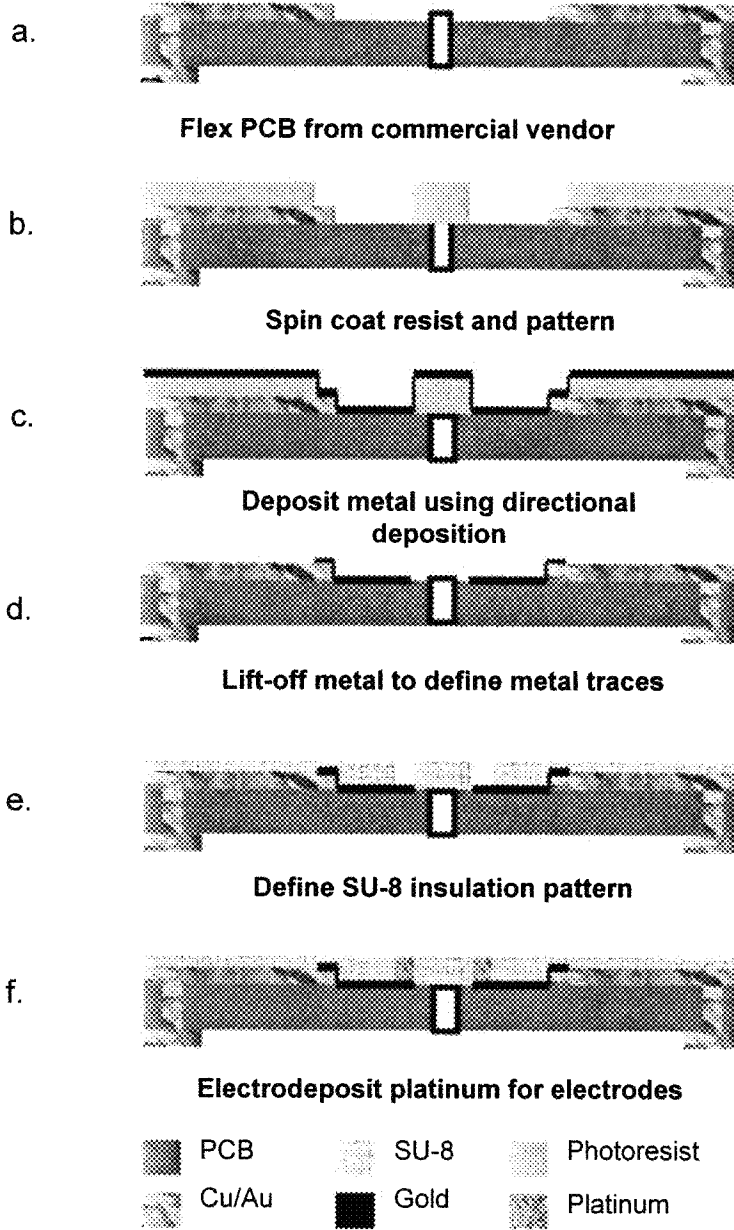 a.
Flex PCB from commercial vendor
b.
Spin coat resist and pattern
c.
Deposit metal using directional
deposition
d.
Lift-off metal to define metal traces
e.
Define SU-8 insulation pattern
f.
Electrodeposit platinum for electrodes
PCB SU-8 Photoresist
Cu/Au Gold Platinum